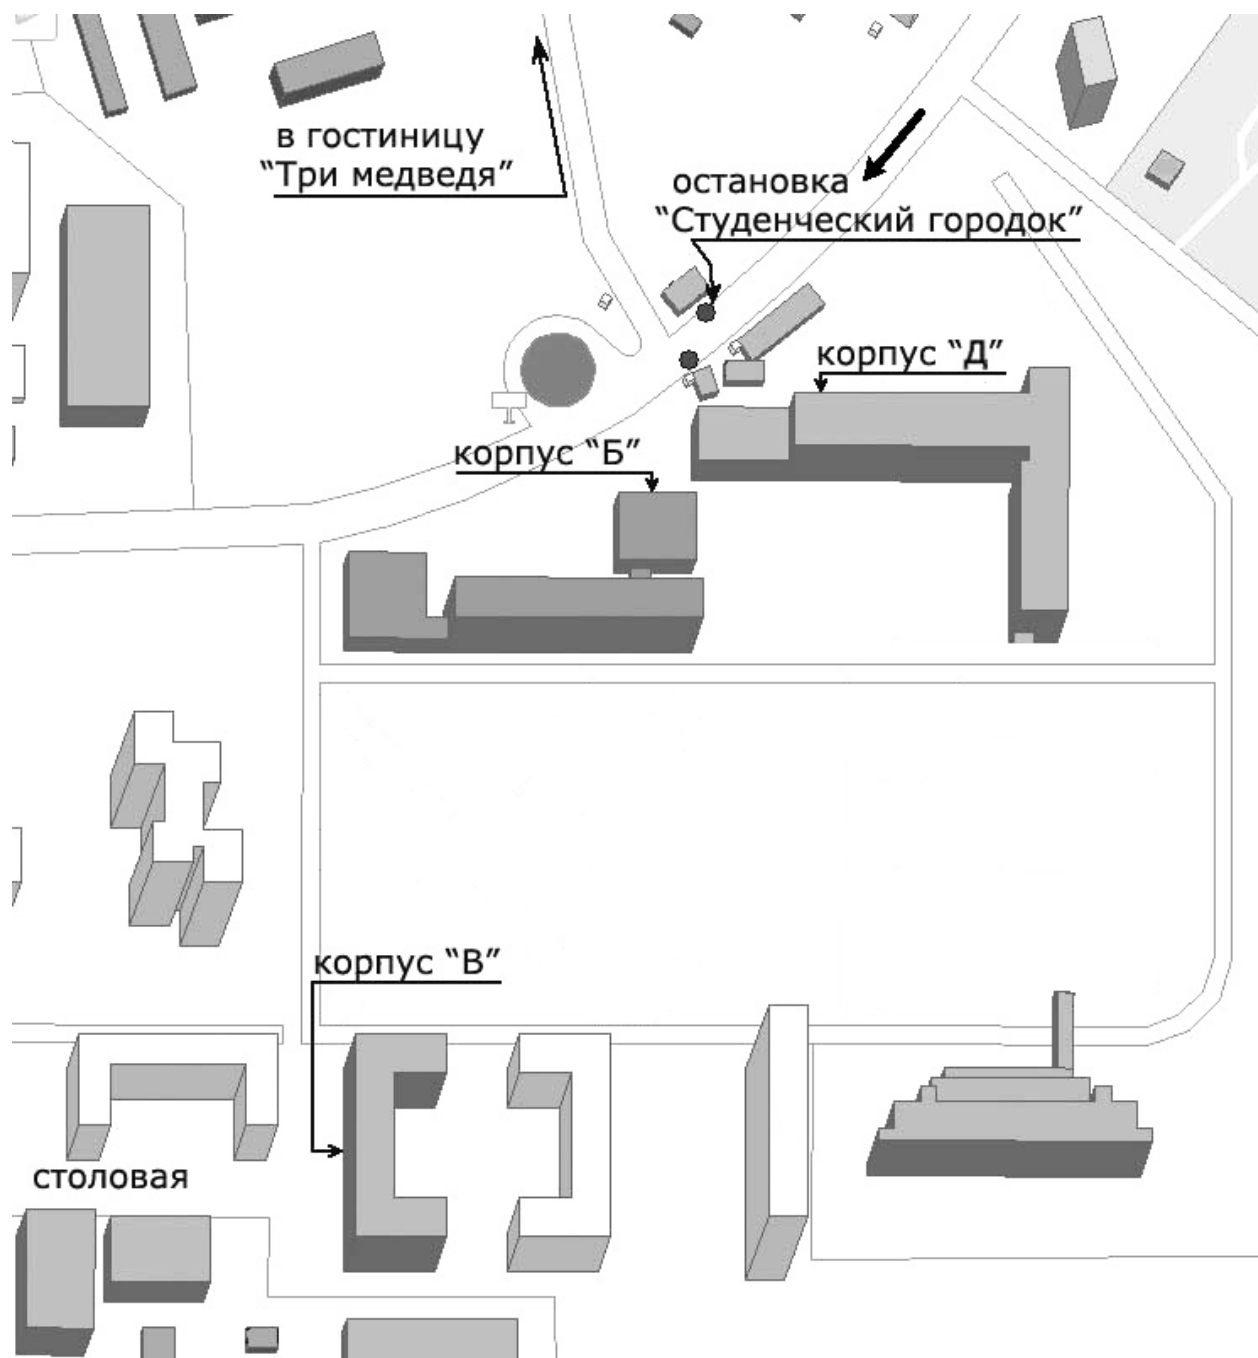 в гостиницу
“Три медведя”
остановка
“Студенческий городок”
корпус “Д”
корпус “Б”
корпус “В”
столовая